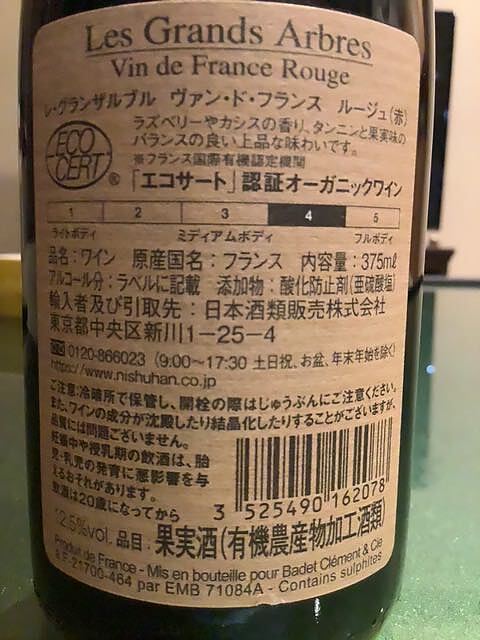 Les Grands Arbres
Vin de France Rouge
レ・グランザルブル ヴァン・ド・フランス ルージュ(赤)
ラズベリーやカシスの香り、タンニンと果実味の
バランスの良い上品な味わいです。
ECO
CERT®
※フランス国際有機認定機関
「エコサート」認証オーガニックワイン
1 2 3 4 5
ライトボディ ミディアムボディ フルボディ
品名:ワイン 原産国名:フランス 内容量:375mℓ
アルコール分:ラベルに記載 添加物:酸化防止剤(亜硫酸塩)
輸入者及び引取先:日本酒類販売株式会社
東京都中央区新川1-25-4
0120-866023 (9:00〜17:30 土日祝、お盆、年末年始を除く)
https://www.nishuhan.co.jp
ご注意:冷暗所で保管し、開栓の際はじゅうぶんにご注意ください。
また、ワインの成分が沈殿したり結晶化したりすることがございますが、
品質には問題ございません。
妊娠中や授乳期の飲酒は、胎
児・乳児の発育に悪影響を与
えるおそれがあります。
飲酒は20歳になってから
3 525490 162078
12.5%vol. 品目:果実酒(有機農産物加工酒類)
Produit de France - Mis en bouteille pour Badet Clément & Cie
à F-21700-464 par EMB 71084A - Contains sulphites